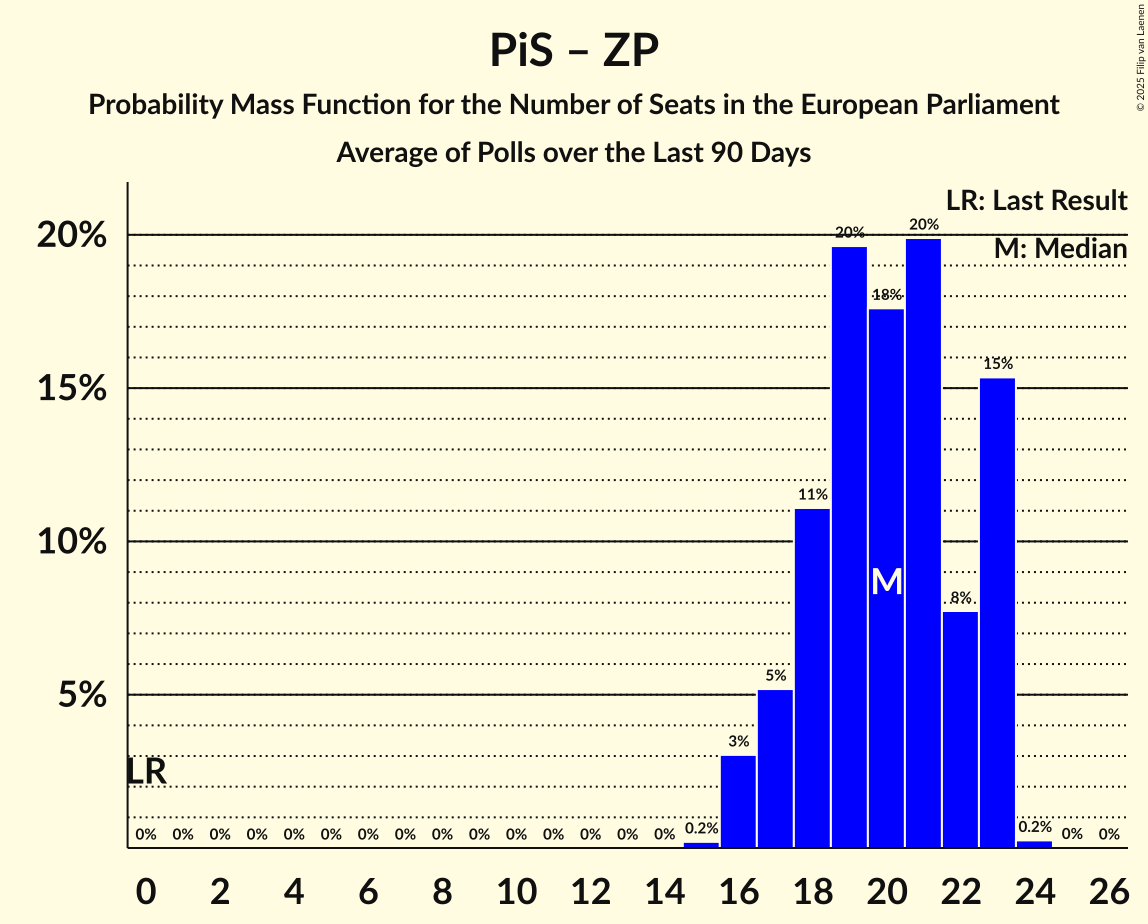 PiS – ZP
Probability Mass Function for the Number of Seats in the European Parliament
Average of Polls over the Last 90 Days
© 2025 Filip van Laenen
LR: Last Result
M: Median
20%
15%
10%
5%
LR
M
0% 0% 0% 0% 0% 0% 0% 0% 0% 0% 0% 0% 0% 0% 0% 0.2% 3% 5% 11% 20% 18% 20% 8% 15% 0.2% 0% 0%
0 2 4 6 8 10 12 14 16 18 20 22 24 26